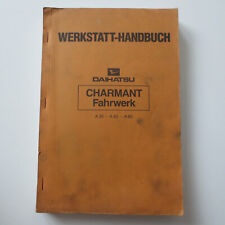 WERKSTATT-HANDBUCH
DAIHATSU
CHARMANT
Fahrwerk